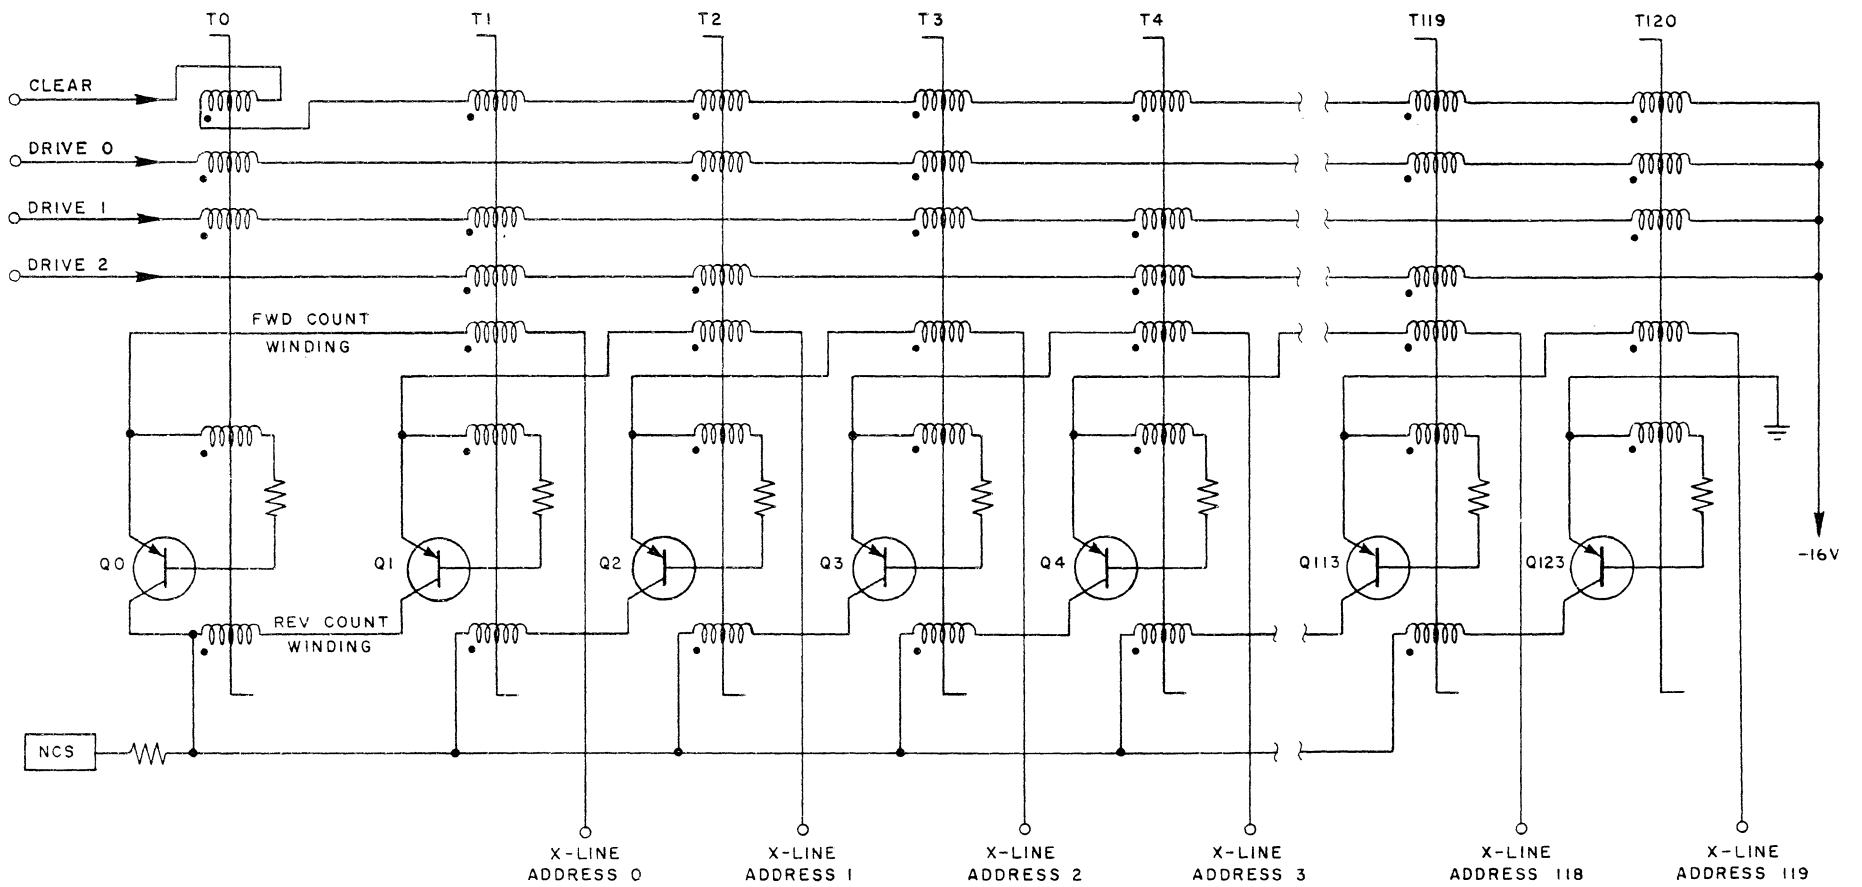 T0 T1 T2 T3 T4 T119 T120
CLEAR
DRIVE 0
DRIVE 1
DRIVE 2
FWD COUNT
WINDING
Q0 Q1 Q2 Q3 Q4 Q113 Q123
-16V
REV COUNT
WINDING
NCS
X-LINE
ADDRESS 0
X-LINE
ADDRESS 1
X-LINE
ADDRESS 2
X-LINE
ADDRESS 3
X-LINE
ADDRESS 118
X-LINE
ADDRESS 119